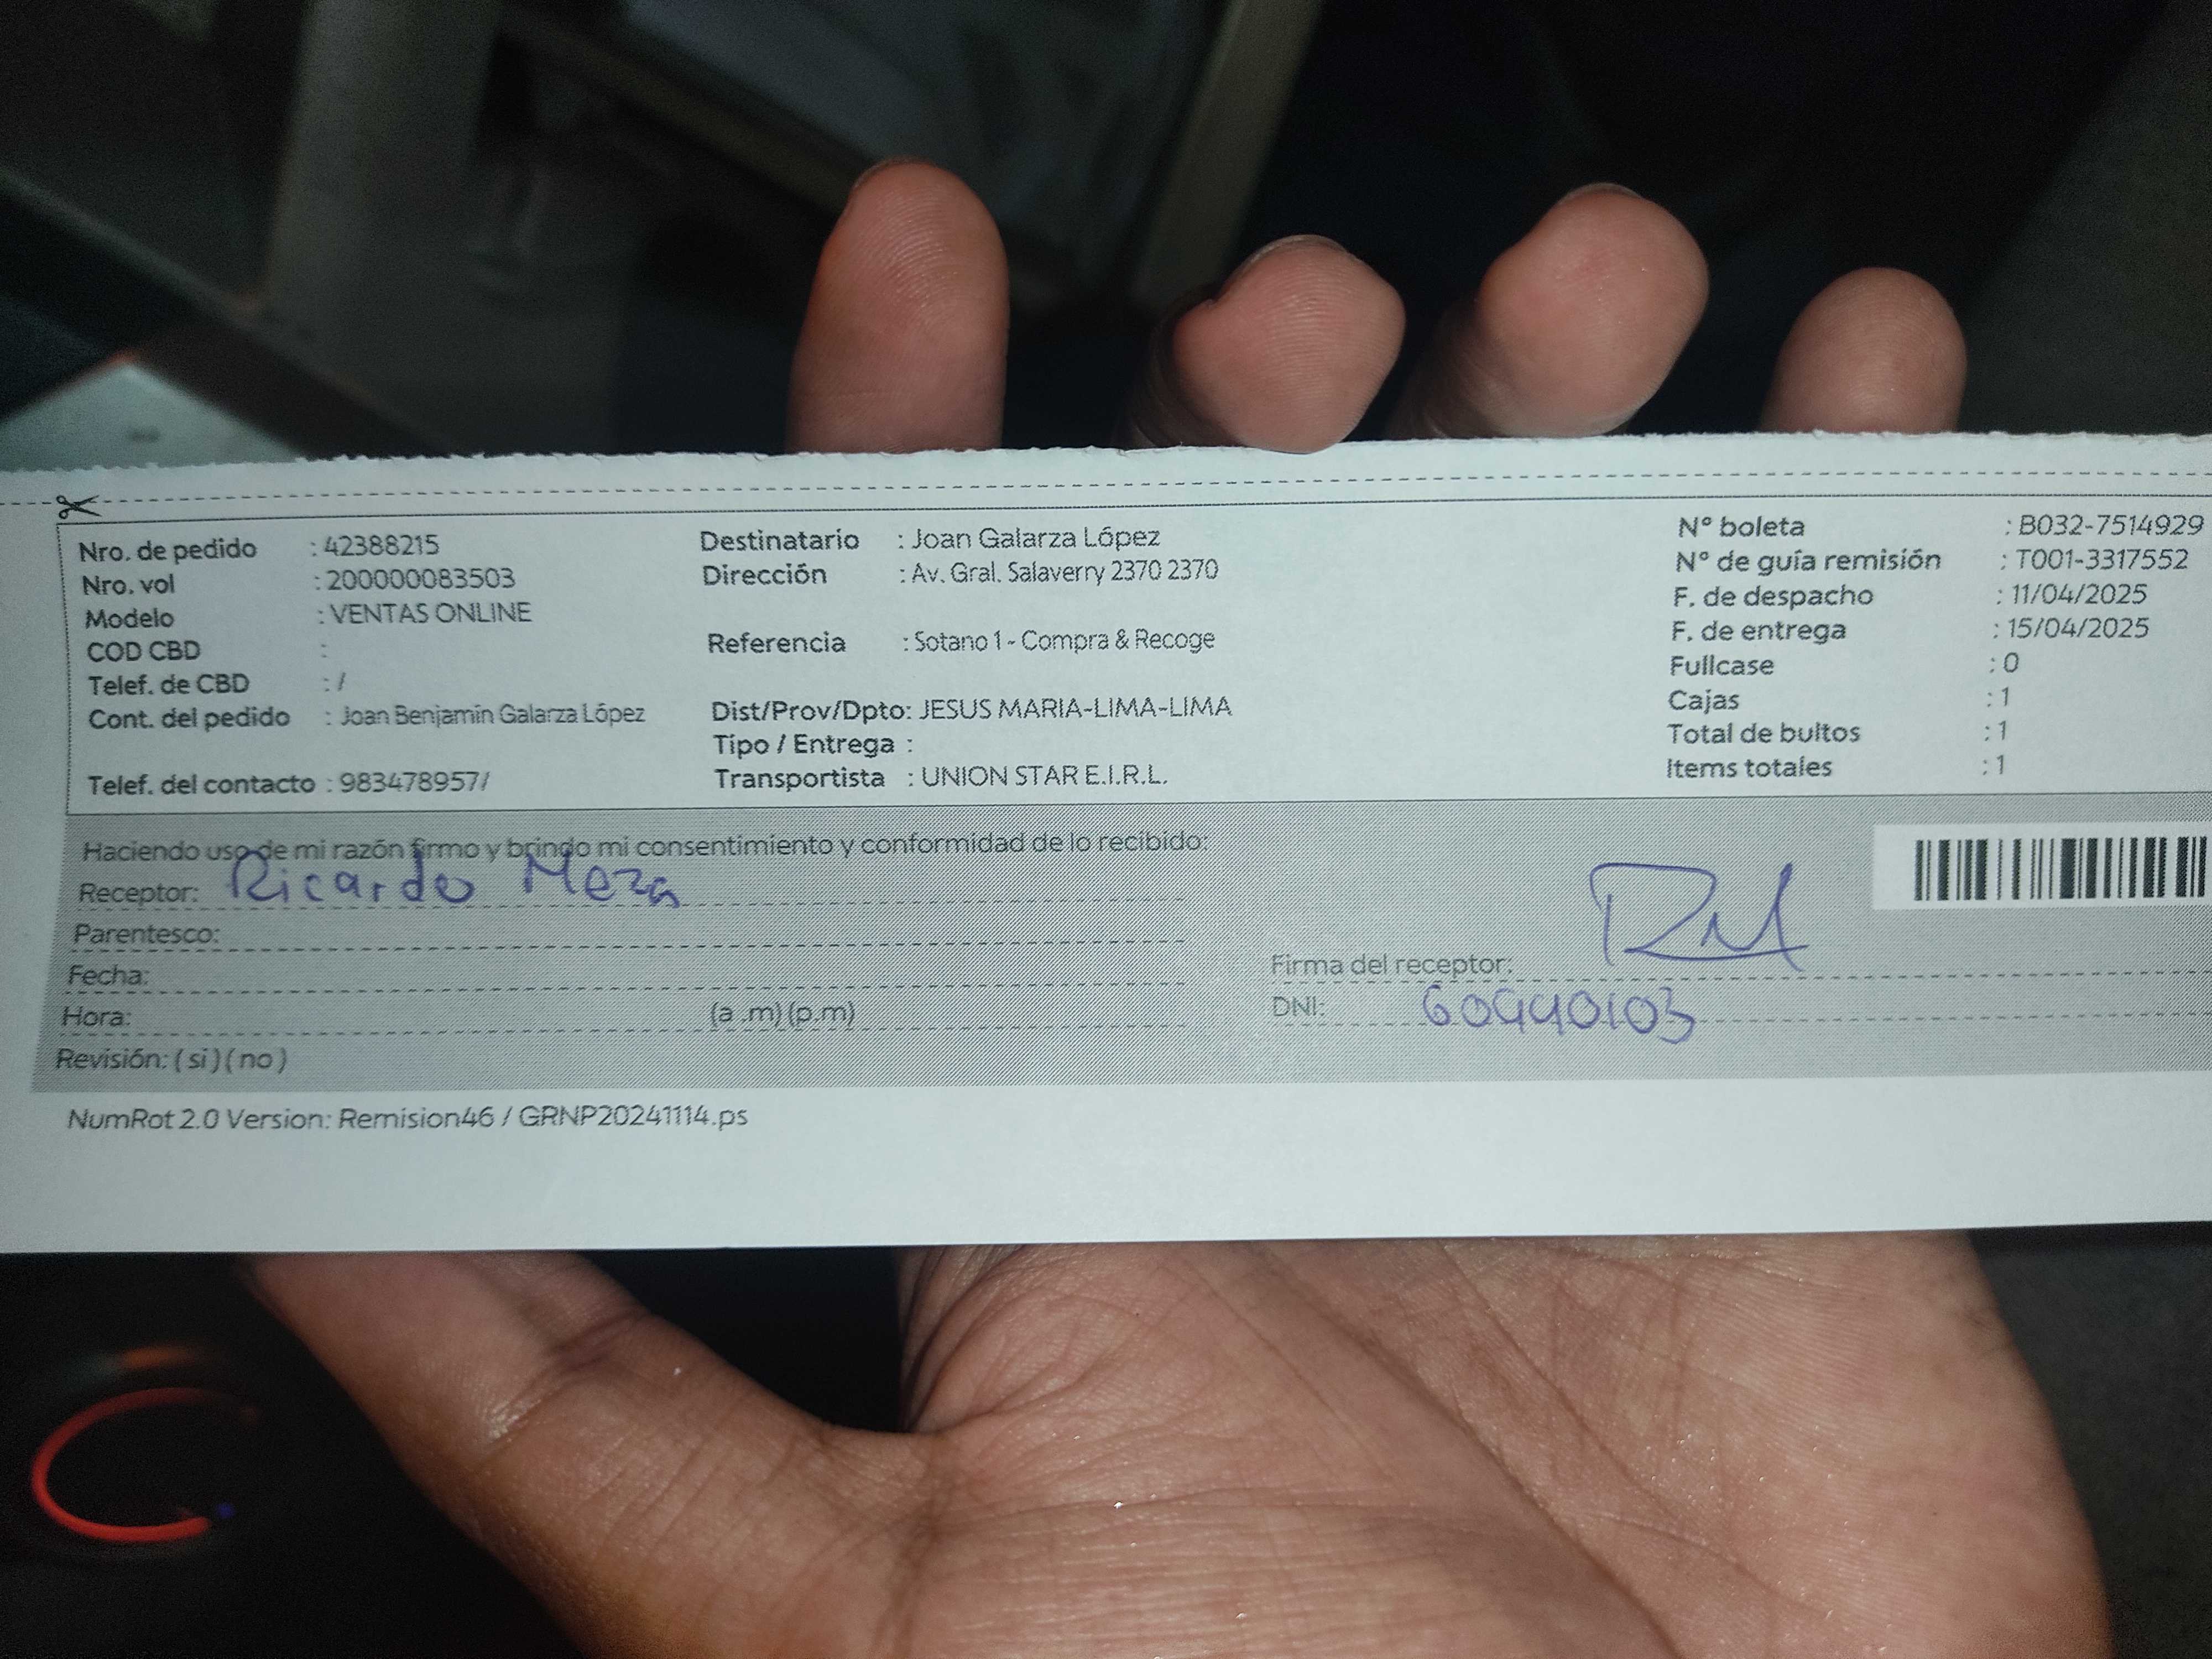 Nro. de pedido : 42388215
Nro. vol : 200000083503
Modelo : VENTAS ONLINE
COD CBD :
Telef. de CBD : /
Cont. del pedido : Joan Benjamín Galarza López
Telef. del contacto : 983478957/
Destinatario : Joan Galarza López
Dirección : Av. Gral. Salaverry 2370 2370
Referencia : Sotano 1 - Compra & Recoge
Dist/Prov/Dpto: JESUS MARIA-LIMA-LIMA
Tipo / Entrega :
Transportista : UNION STAR E.I.R.L.
N° boleta : B032-7514929
N° de guía remisión : T001-3317552
F. de despacho : 11/04/2025
F. de entrega : 15/04/2025
Fullcase : 0
Cajas : 1
Total de bultos : 1
Items totales : 1
Haciendo uso de mi razón firmo y brindo mi consentimiento y conformidad de lo recibido:
Receptor: Ricardo Meza
Parentesco:
Fecha:
Hora: (a .m) (p.m)
Revisión: ( si ) ( no )
Firma del receptor: RM
DNI: 60990103
NumRot 2.0 Version: Remision46 / GRNP20241114.ps